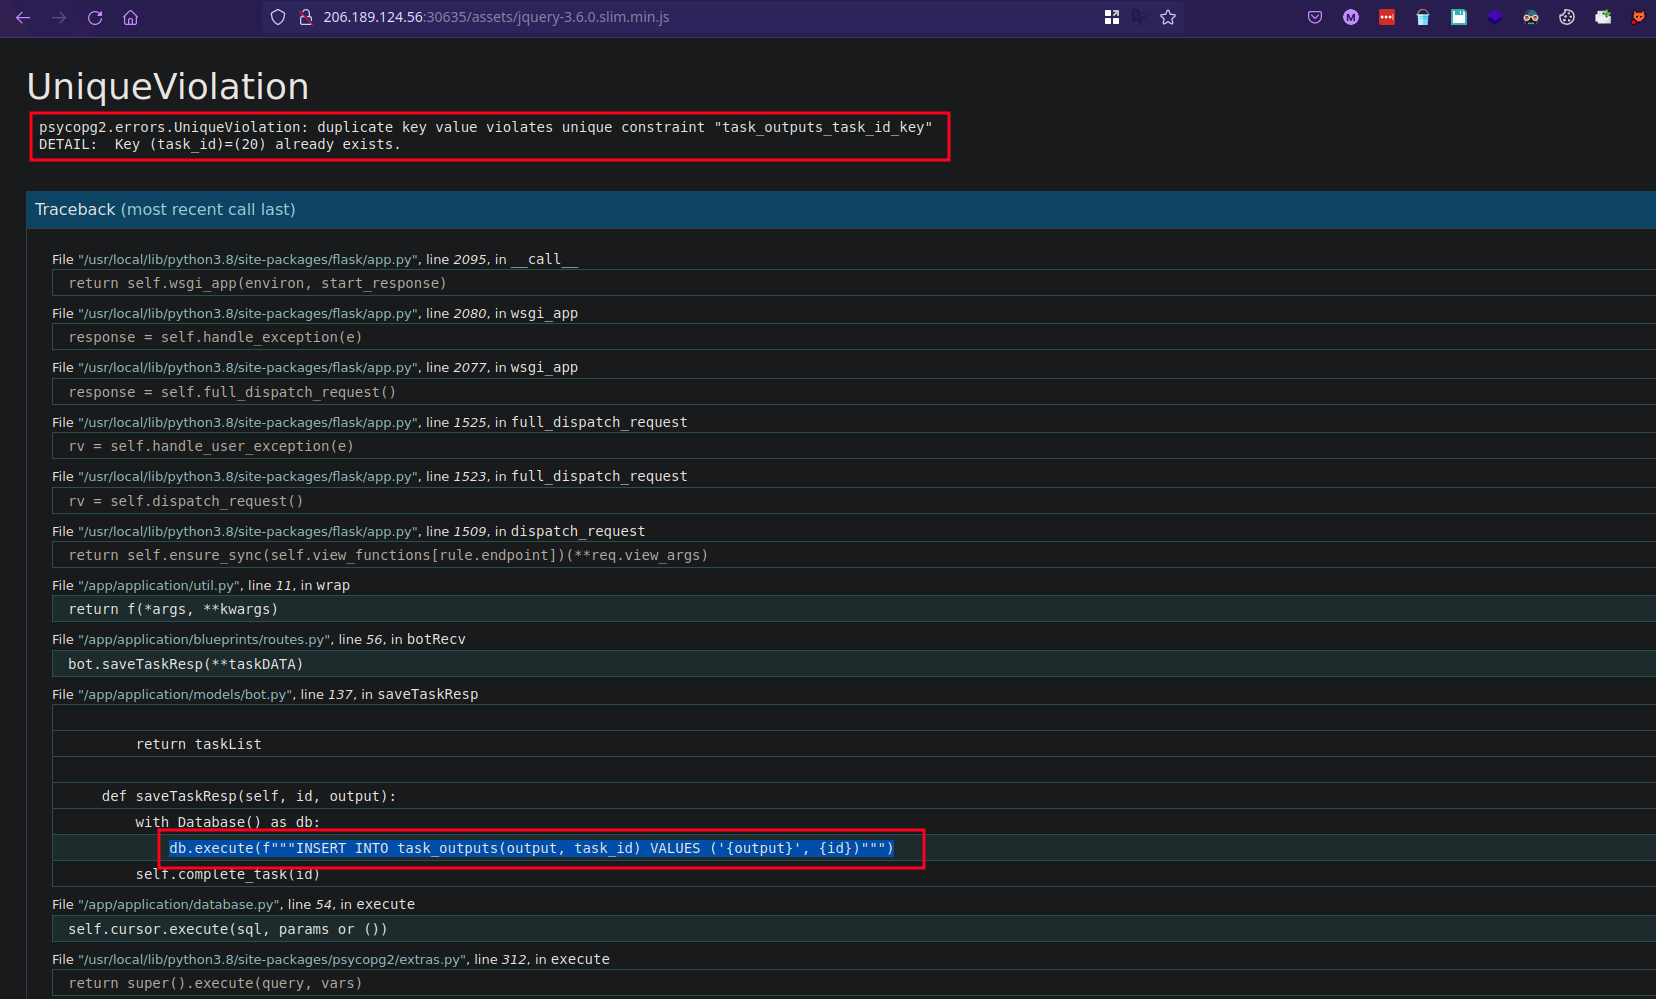 206.189.124.56:30635/assets/jquery-3.6.0.slim.min.js
UniqueViolation
psycopg2.errors.UniqueViolation: duplicate key value violates unique constraint "task_outputs_task_id_key"
DETAIL:  Key (task_id)=(20) already exists.
Traceback (most recent call last)
File "/usr/local/lib/python3.8/site-packages/flask/app.py", line 2095, in __call__
return self.wsgi_app(environ, start_response)
File "/usr/local/lib/python3.8/site-packages/flask/app.py", line 2080, in wsgi_app
response = self.handle_exception(e)
File "/usr/local/lib/python3.8/site-packages/flask/app.py", line 2077, in wsgi_app
response = self.full_dispatch_request()
File "/usr/local/lib/python3.8/site-packages/flask/app.py", line 1525, in full_dispatch_request
rv = self.handle_user_exception(e)
File "/usr/local/lib/python3.8/site-packages/flask/app.py", line 1523, in full_dispatch_request
rv = self.dispatch_request()
File "/usr/local/lib/python3.8/site-packages/flask/app.py", line 1509, in dispatch_request
return self.ensure_sync(self.view_functions[rule.endpoint])(**req.view_args)
File "/app/application/util.py", line 11, in wrap
return f(*args, **kwargs)
File "/app/application/blueprints/routes.py", line 56, in botRecv
bot.saveTaskResp(**taskDATA)
File "/app/application/models/bot.py", line 137, in saveTaskResp
return taskList
def saveTaskResp(self, id, output):
with Database() as db:
db.execute(f"""INSERT INTO task_outputs(output, task_id) VALUES ('{output}', {id})""")
self.complete_task(id)
File "/app/application/database.py", line 54, in execute
self.cursor.execute(sql, params or ())
File "/usr/local/lib/python3.8/site-packages/psycopg2/extras.py", line 312, in execute
return super().execute(query, vars)